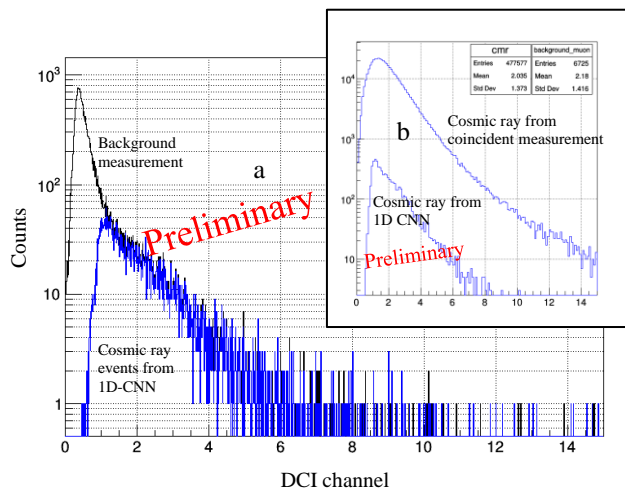 10³
10²
10
1
Counts
0
2
4
6
8
10
12
14
DCI channel
Background
measurement
a
Preliminary
Cosmic ray
events from
1D-CNN
cmr
Entries 477577
Mean 2.035
Std Dev 1.373
background_muon
Entries 6725
Mean 2.18
Std Dev 1.416
10⁴
10³
10²
10
b
Cosmic ray from
coincident measurement
Cosmic ray from
1D CNN
Preliminary
0
2
4
6
8
10
12
14